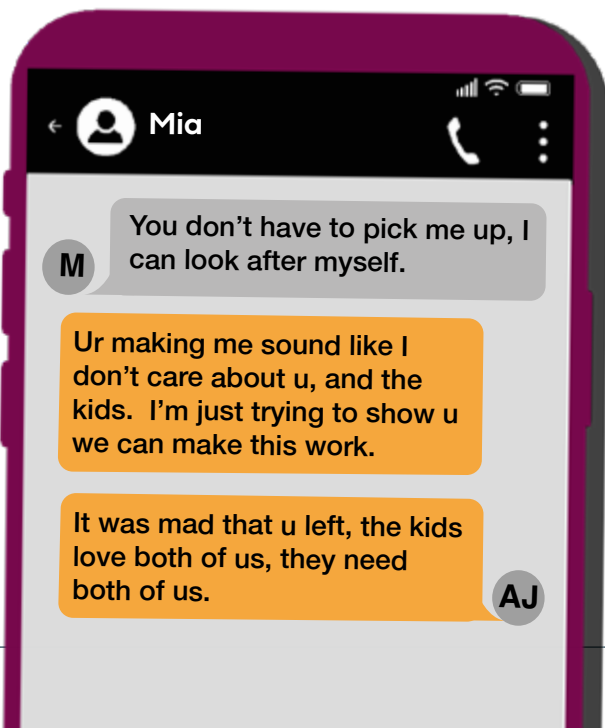 Mia
You don’t have to pick me up, I
can look after myself.
M
Ur making me sound like I
don’t care about u, and the
kids.  I’m just trying to show u
we can make this work.
It was mad that u left, the kids
love both of us, they need
both of us.
AJ